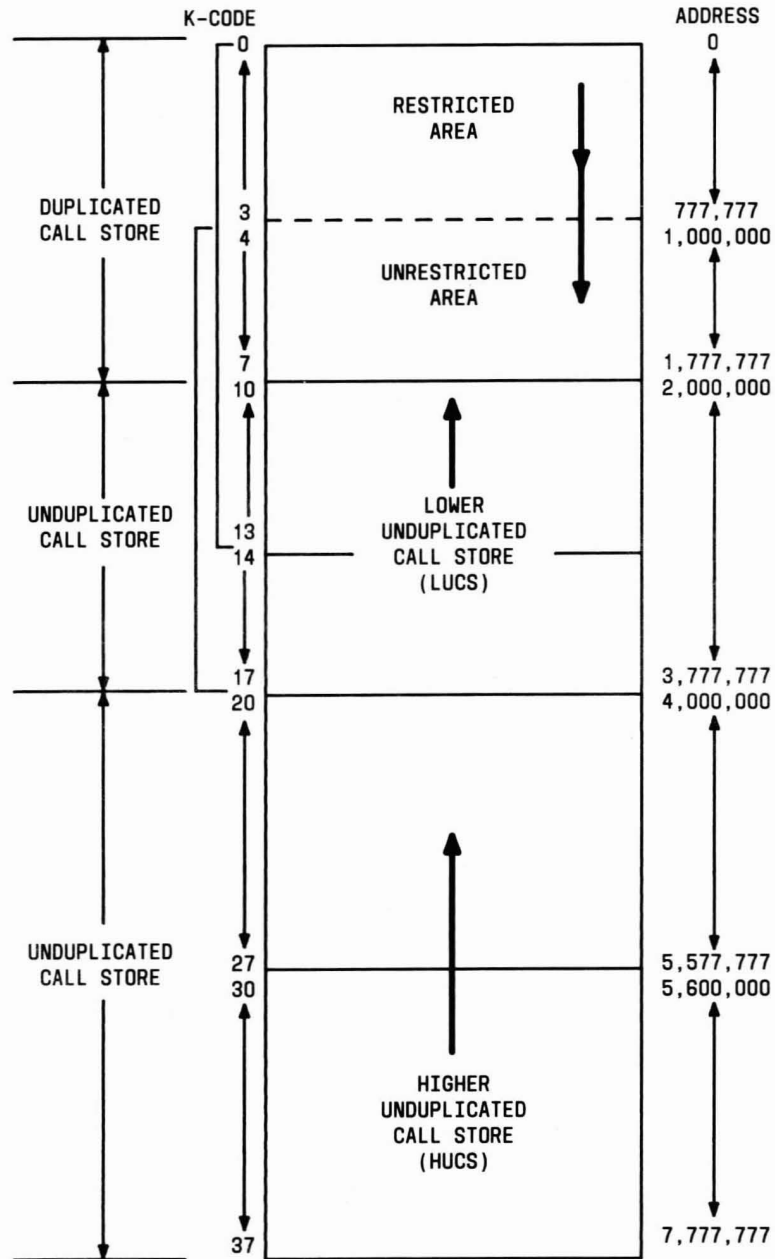 K-CODE
ADDRESS
0
0
RESTRICTED
AREA
DUPLICATED
CALL STORE
3
777,777
4
1,000,000
UNRESTRICTED
AREA
7
1,777,777
10
2,000,000
UNDUPLICATED
CALL STORE
13
14
LOWER
UNDUPLICATED
CALL STORE
(LUCS)
17
3,777,777
20
4,000,000
UNDUPLICATED
CALL STORE
27
5,577,777
30
5,600,000
HIGHER
UNDUPLICATED
CALL STORE
(HUCS)
37
7,777,777